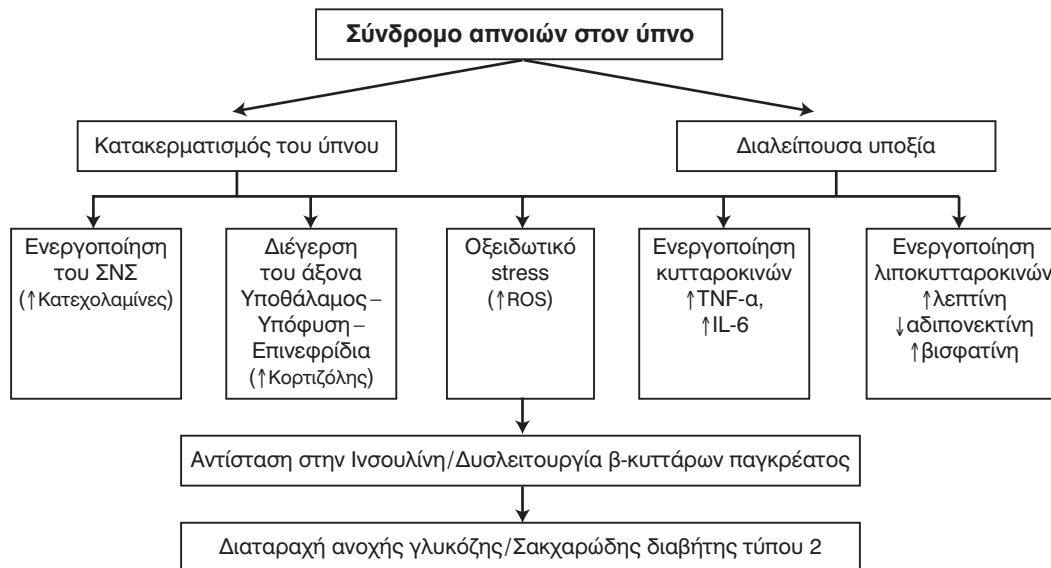 Σύνδρομο απνοιών στον ύπνο
Κατακερματισμός του ύπνου
Διαλείπουσα υποξία
Ενεργοποίηση
του ΣΝΣ
(↑Κατεχολαμίνες)
Διέγερση
του άξονα
Υποθάλαμος–
Υπόφυση–
Επινεφρίδια
(↑Κορτιζόλης)
Οξειδωτικό
stress
(↑ROS)
Ενεργοποίηση
κυτταροκινών
↑TNF-α,
↑IL-6
Ενεργοποίηση
λιποκυτταροκινών
↑λεπτίνη
↓αδιπονεκτίνη
↑βισφατίνη
Αντίσταση στην Ινσουλίνη/Δυσλειτουργία β-κυττάρων παγκρέατος
Διαταραχή ανοχής γλυκόζης/Σακχαρώδης διαβήτης τύπου 2